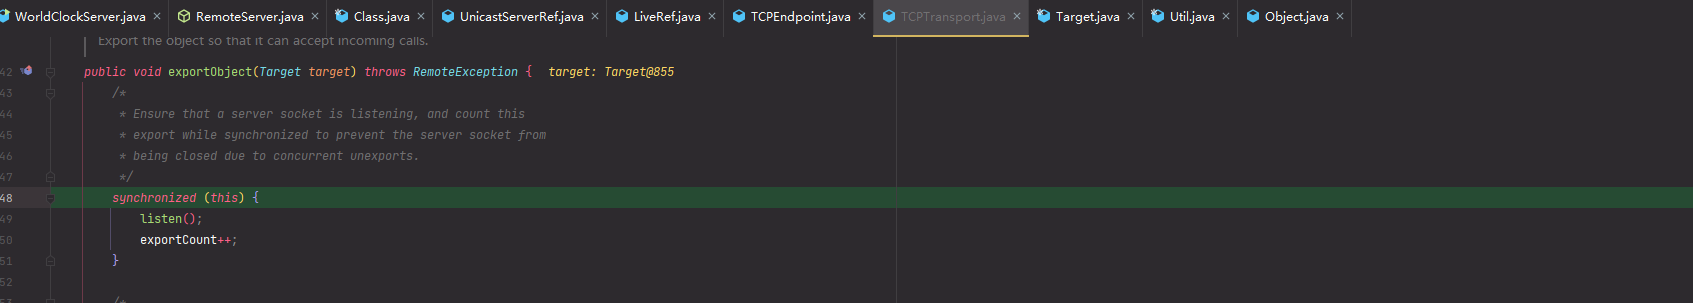 WorldClockServer.java × RemoteServer.java × Class.java × UnicastServerRef.java × LiveRef.java × TCPEndpoint.java × TCPTransport.java × Target.java × Util.java × Object.java ×
Export the object so that it can accept incoming calls.
42 public void exportObject(Target target) throws RemoteException { target: Target@855
43 /*
44 * Ensure that a server socket is listening, and count this
45 * export while synchronized to prevent the server socket from
46 * being closed due to concurrent unexports.
47 */
48 synchronized (this) {
49 listen();
50 exportCount++;
51 }
52
53 /*